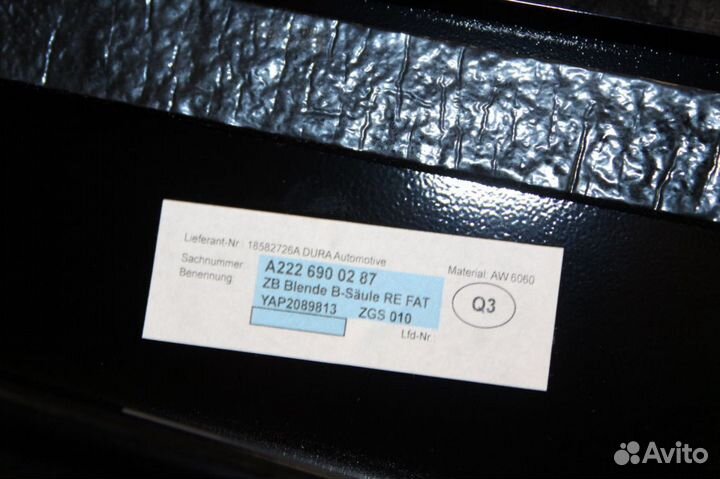 Lieferant-Nr : 18582726A DURA Automotive
Sachnummer A222 690 02 87 Material: AW 6060
Benennung: ZB Blende B-Säule RE FAT
YAP2089813 ZGS 010
Q3
Lfd-Nr :
Avito